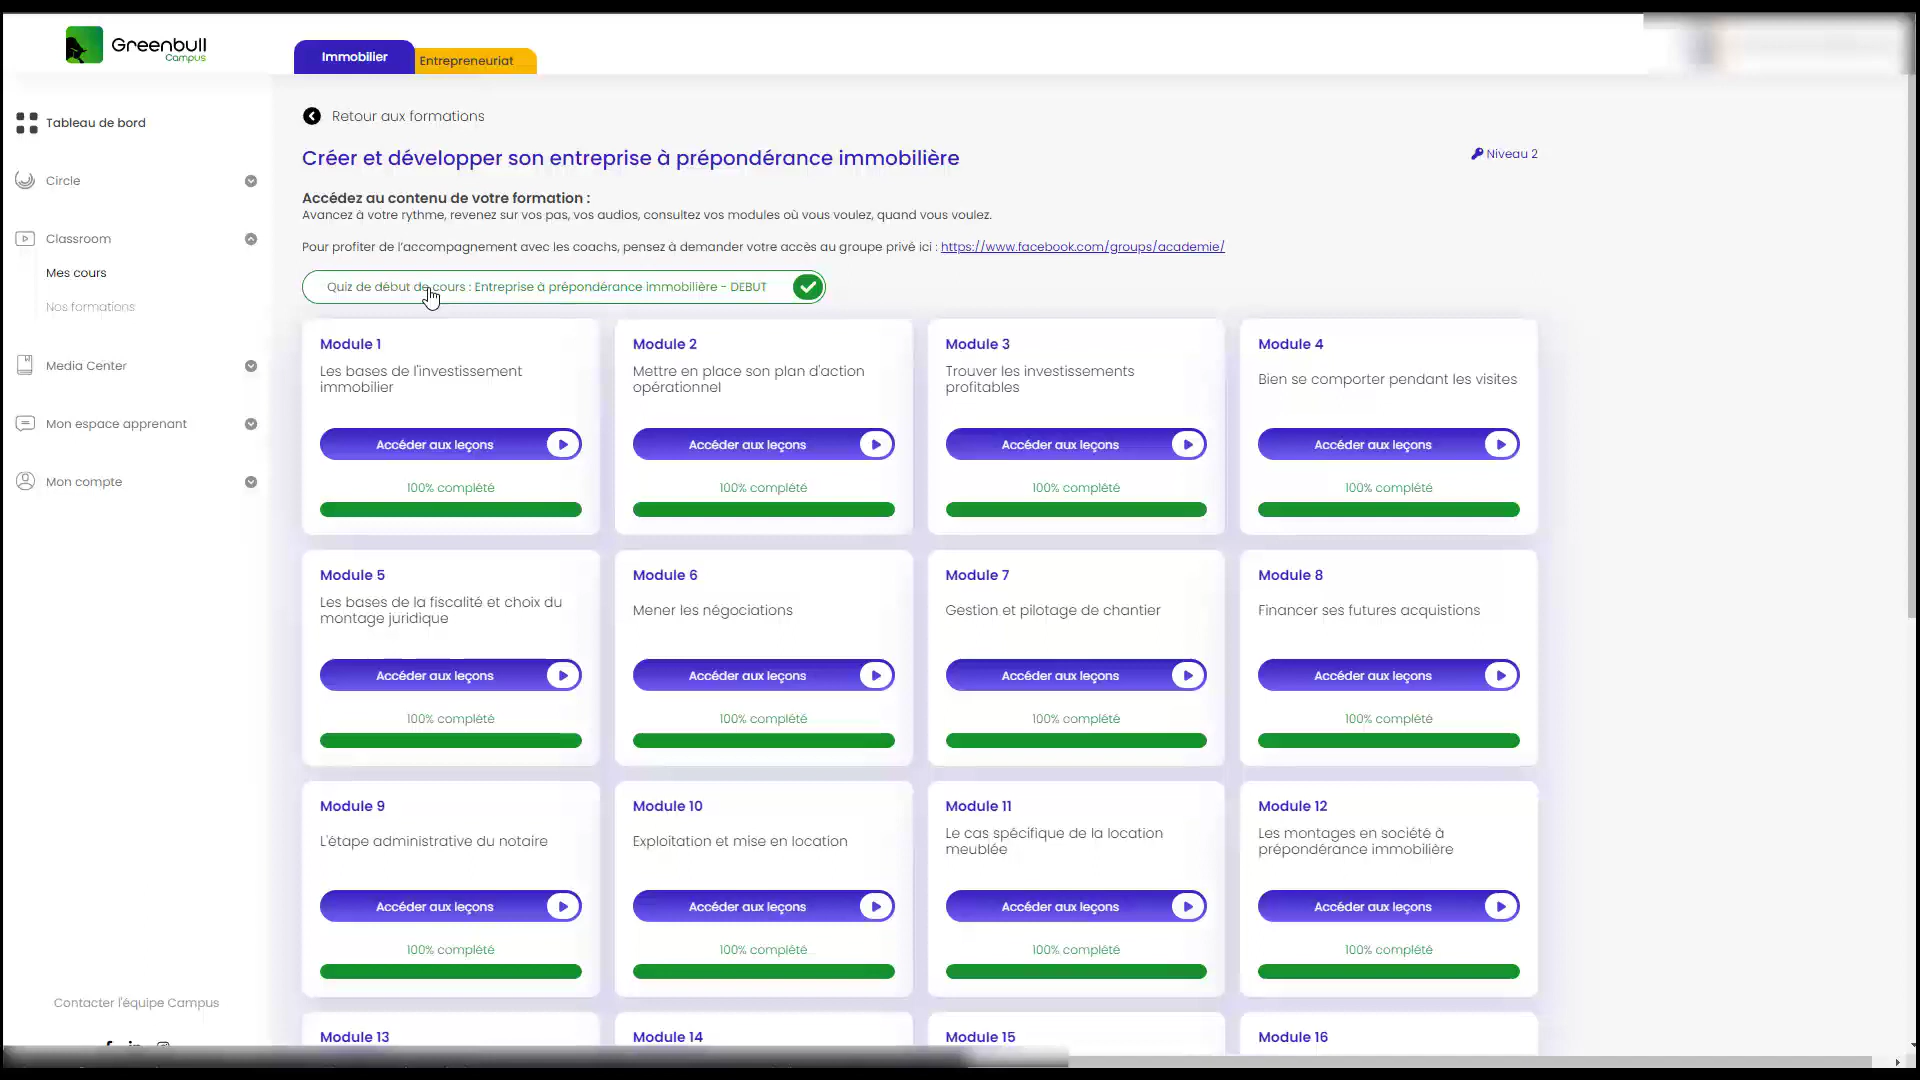 Greenbull
Campus
Immobilier
Entrepreneuriat
Tableau de bord
Circle
Classroom
Mes cours
Nos formations
Media Center
Mon espace apprenant
Mon compte
Contacter l'équipe Campus
Retour aux formations
Créer et développer son entreprise à prépondérance immobilière
Niveau 2
Accédez au contenu de votre formation :
Avancez à votre rythme, revenez sur vos pas, vos audios, consultez vos modules où vous voulez, quand vous voulez.
Pour profiter de l'accompagnement avec les coachs, pensez à demander votre accès au groupe privé ici : https://www.facebook.com/groups/academie/
Quiz de début de cours : Entreprise à prépondérance immobilière - DEBUT
Module 1
Les bases de l'investissement
immobilier
Accéder aux leçons
100% complété
Module 2
Mettre en place son plan d'action
opérationnel
Accéder aux leçons
100% complété
Module 3
Trouver les investissements
profitables
Accéder aux leçons
100% complété
Module 4
Bien se comporter pendant les visites
Accéder aux leçons
100% complété
Module 5
Les bases de la fiscalité et choix du
montage juridique
Accéder aux leçons
100% complété
Module 6
Mener les négociations
Accéder aux leçons
100% complété
Module 7
Gestion et pilotage de chantier
Accéder aux leçons
100% complété
Module 8
Financer ses futures acquistions
Accéder aux leçons
100% complété
Module 9
L'étape administrative du notaire
Accéder aux leçons
100% complété
Module 10
Exploitation et mise en location
Accéder aux leçons
100% complété
Module 11
Le cas spécifique de la location
meublée
Accéder aux leçons
100% complété
Module 12
Les montages en société à
prépondérance immobilière
Accéder aux leçons
100% complété
Module 13
Module 14
Module 15
Module 16